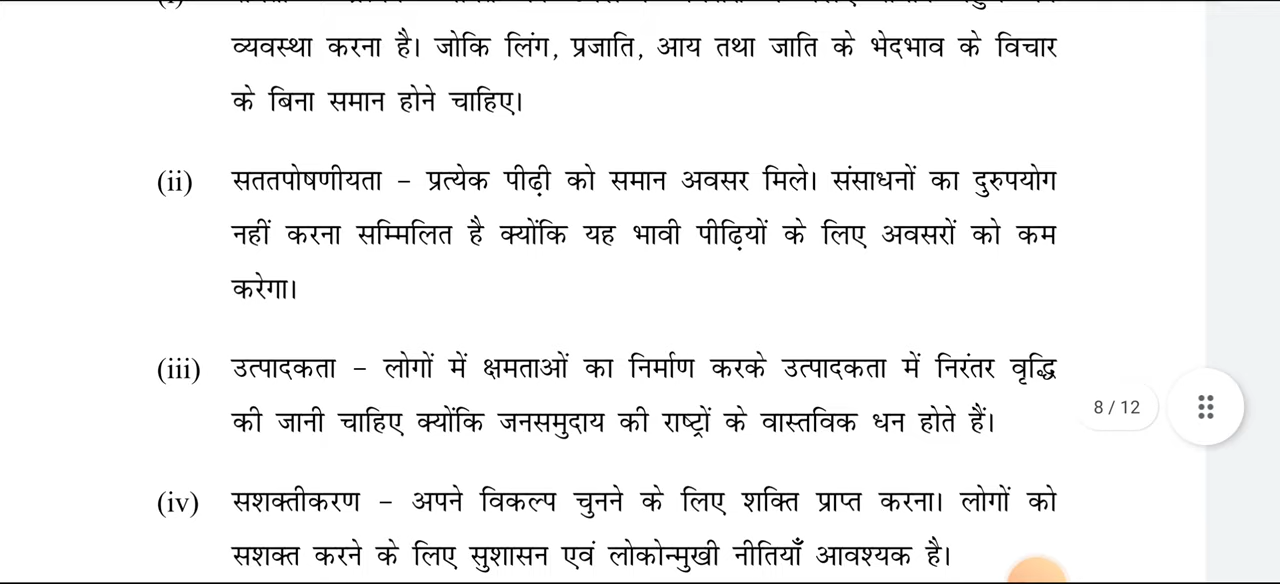 व्यवस्था करना है। जोकि लिंग, प्रजाति, आय तथा जाति के भेदभाव के विचार
के बिना समान होने चाहिए।
(ii) सततपोषणीयता – प्रत्येक पीढ़ी को समान अवसर मिले। संसाधनों का दुरुपयोग
नहीं करना सम्मिलित है क्योंकि यह भावी पीढ़ियों के लिए अवसरों को कम
करेगा।
(iii) उत्पादकता – लोगों में क्षमताओं का निर्माण करके उत्पादकता में निरंतर वृद्धि
की जानी चाहिए क्योंकि जनसमुदाय की राष्ट्रों के वास्तविक धन होते हैं।
8 / 12
(iv) सशक्तीकरण – अपने विकल्प चुनने के लिए शक्ति प्राप्त करना। लोगों को
सशक्त करने के लिए सुशासन एवं लोकोन्मुखी नीतियाँ आवश्यक है।